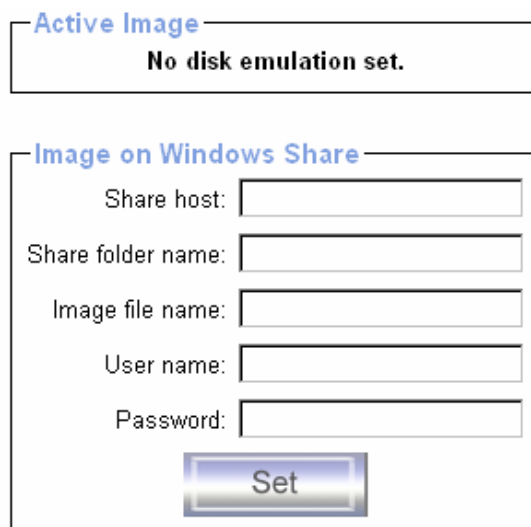 Active Image
No disk emulation set.
Image on Windows Share
Share host:
Share folder name:
Image file name:
User name:
Password:
Set